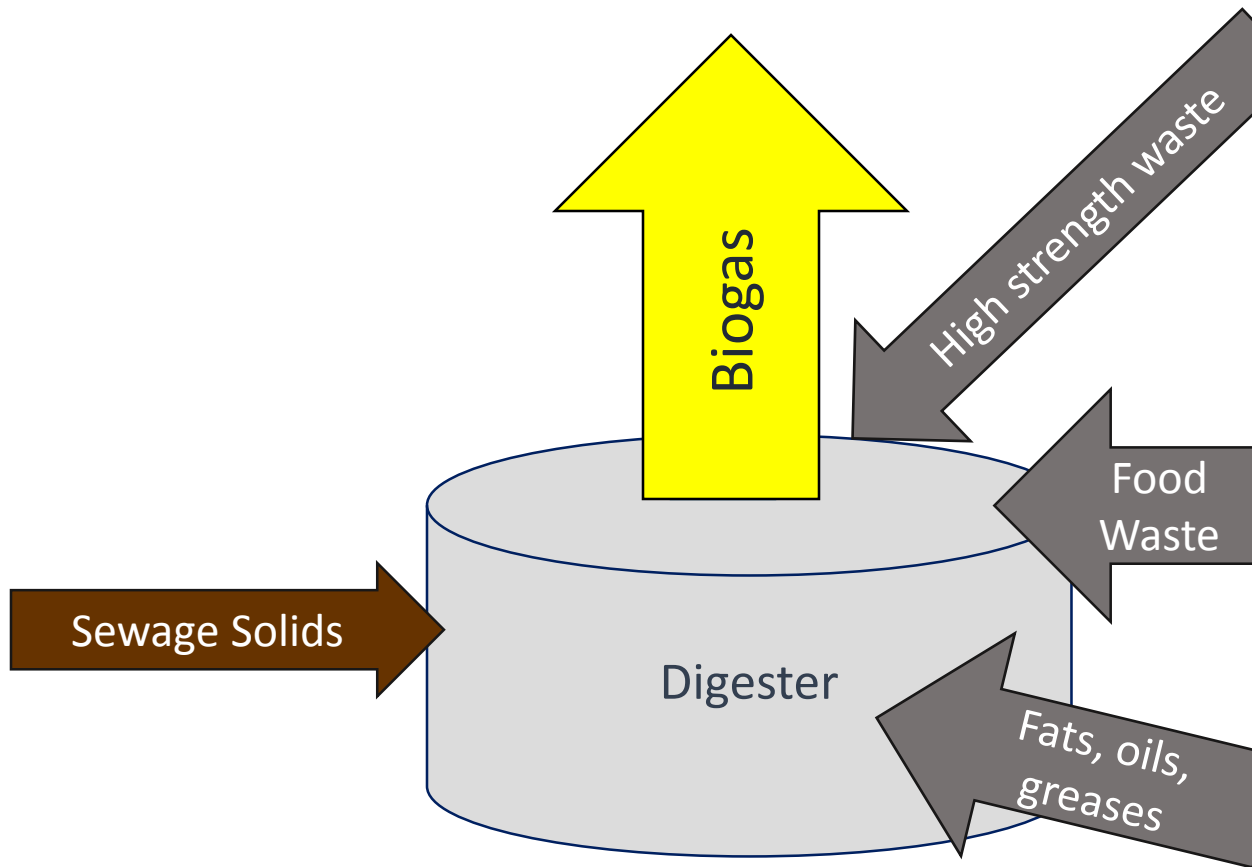 Biogas
High strength waste
Food
Waste
Sewage Solids
Digester
Fats, oils,
greases